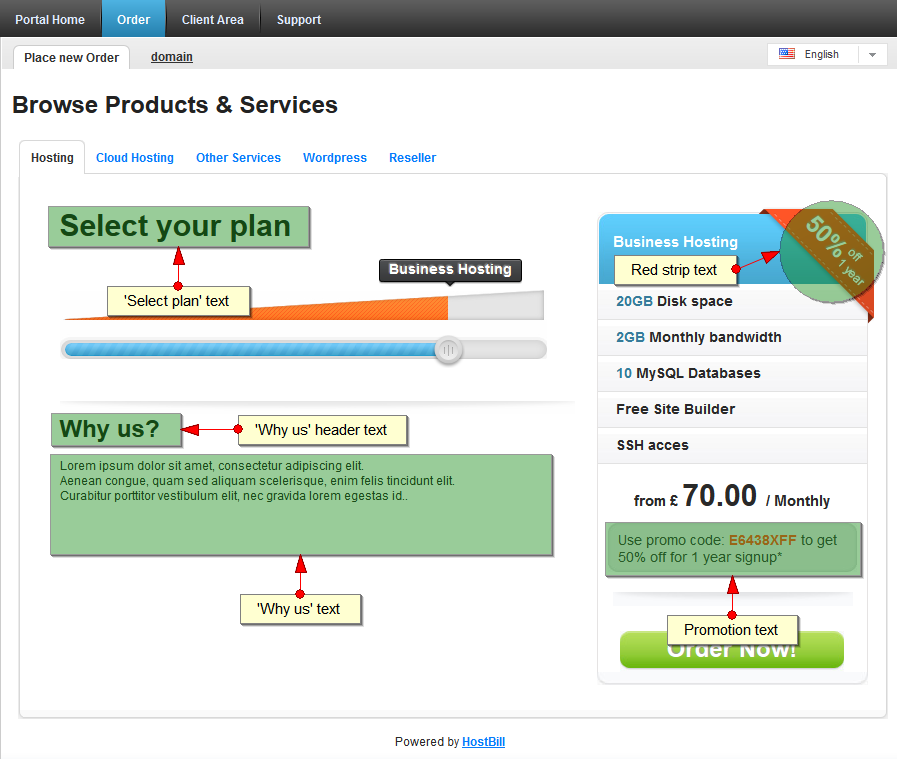 Portal Home Order Client Area Support
Place new Order domain English
Browse Products & Services
Hosting Cloud Hosting Other Services Wordpress Reseller
Select your plan
'Select plan' text
Business Hosting
Why us?
'Why us' header text
Lorem ipsum dolor sit amet, consectetur adipiscing elit.
Aenean congue, quam sed aliquam scelerisque, enim felis tincidunt elit.
Curabitur porttitor vestibulum elit, nec gravida lorem egestas id..
'Why us' text
Business Hosting
50% off
1 year
Red strip text
20GB Disk space
2GB Monthly bandwidth
10 MySQL Databases
Free Site Builder
SSH acces
from £ 70.00 / Monthly
Use promo code: E6438XFF to get
50% off for 1 year signup*
Promotion text
Order Now!
Powered by HostBill